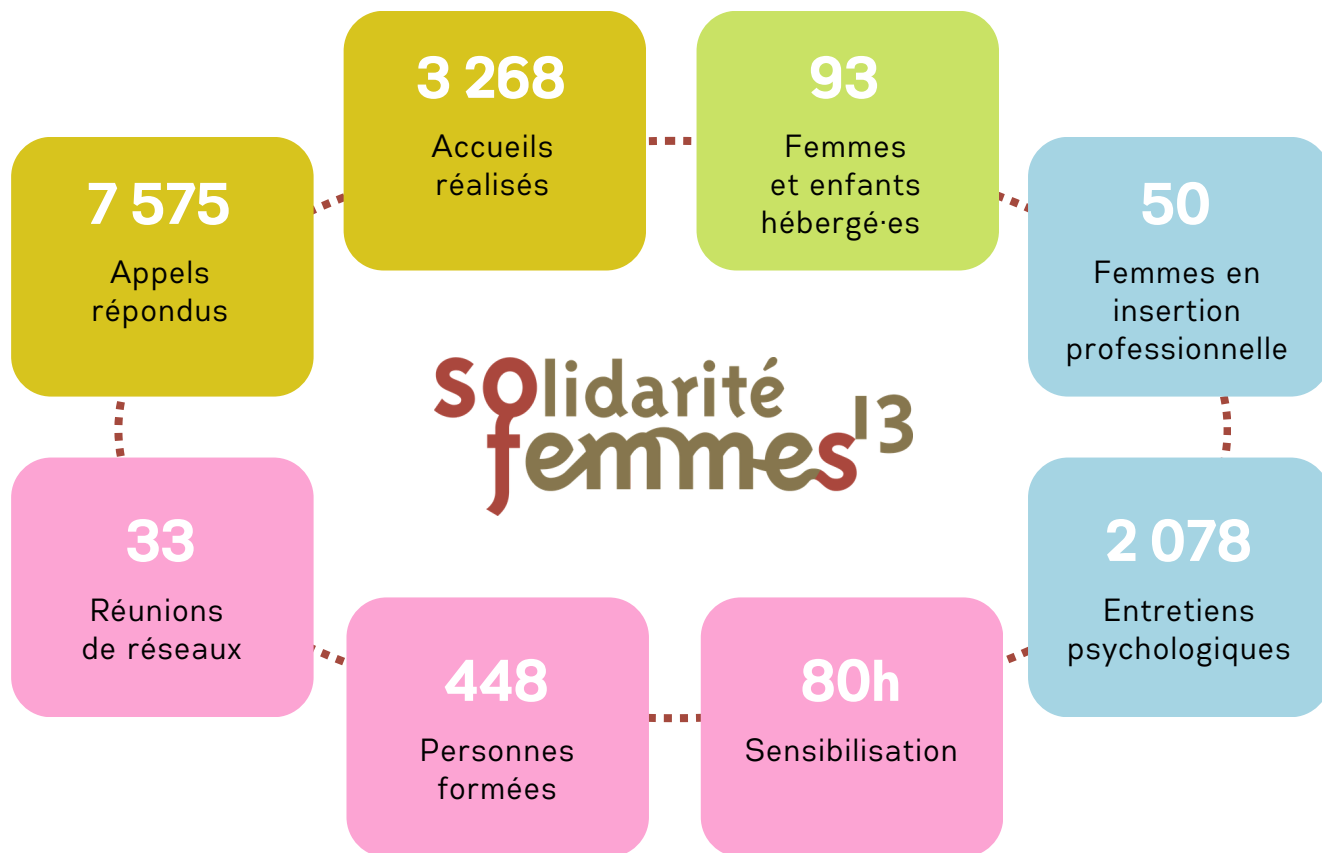 3 268
Accueils
réalisés
93
Femmes
et enfants
hébergé·es
7 575
Appels
répondus
50
Femmes en
insertion
professionnelle
solidarité
femmes 13
33
Réunions
de réseaux
2 078
Entretiens
psychologiques
448
Personnes
formées
80h
Sensibilisation